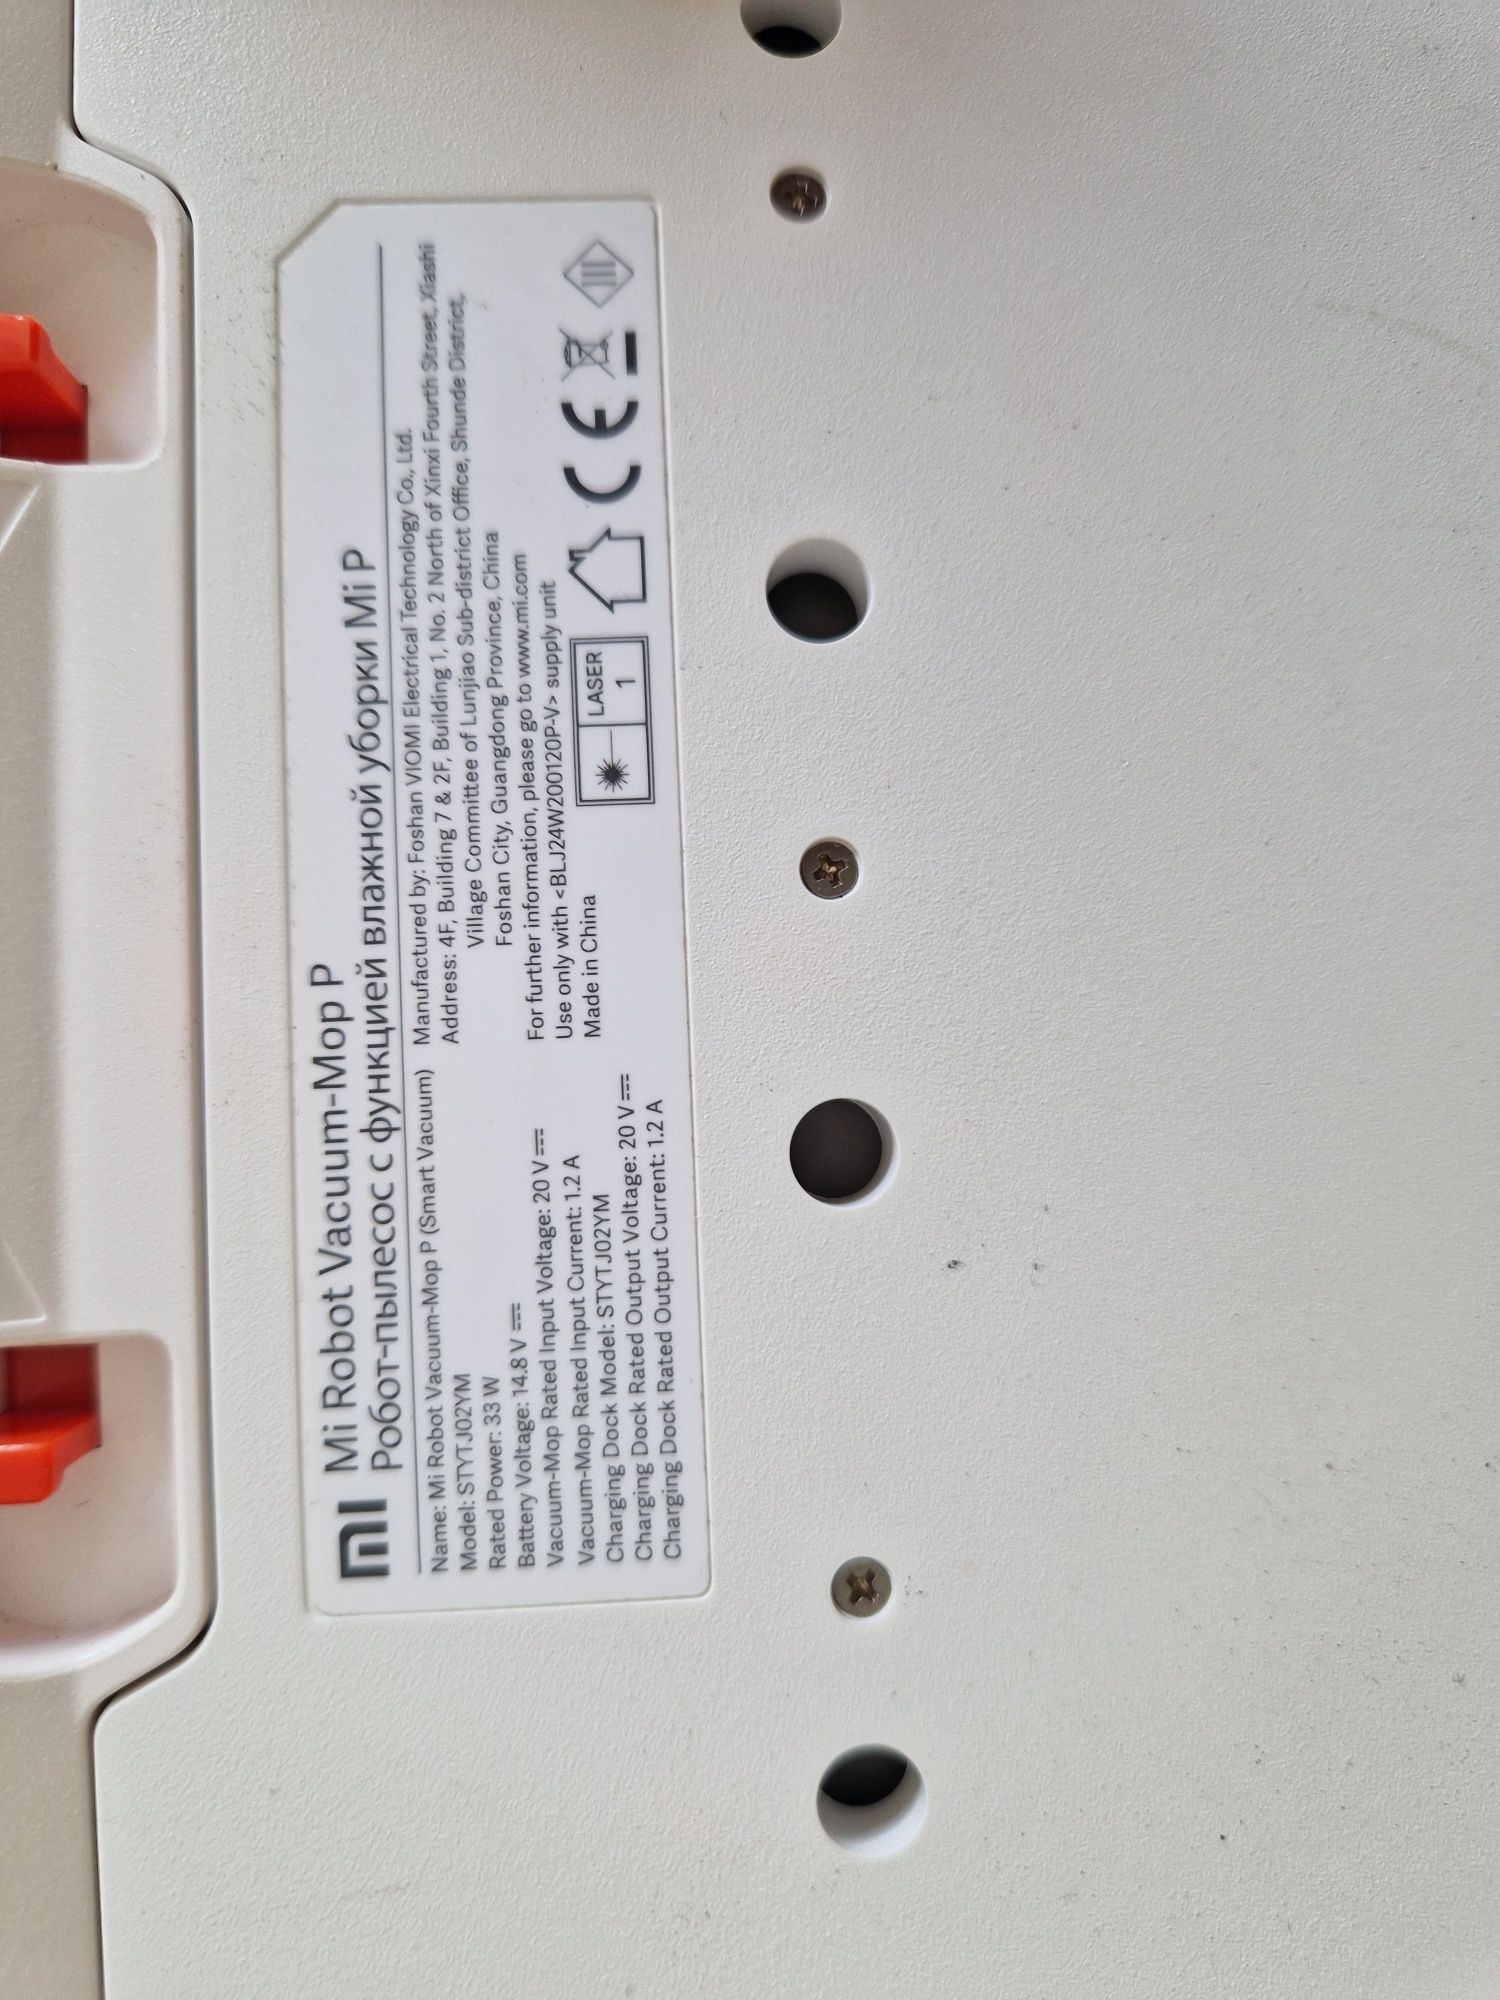 mi Mi Robot Vacuum-Mop P
Робот-пылесос с функцией влажной уборки Mi P
Name: Mi Robot Vacuum-Mop P (Smart Vacuum)
Model: STYTJ02YM
Rated Power: 33 W
Battery Voltage: 14.8 V ⎓
Vacuum-Mop Rated Input Voltage: 20 V ⎓
Vacuum-Mop Rated Input Current: 1.2 A
Charging Dock Model: STYTJ02YM
Charging Dock Rated Output Voltage: 20 V ⎓
Charging Dock Rated Output Current: 1.2 A
Manufactured by: Foshan VIOMI Electrical Technology Co., Ltd.
Address: 4F, Building 7 & 2F, Building 1, No. 2 North of Xinxi Fourth Street, Xiashi
Village Committee of Lunjiao Sub-district Office, Shunde District,
Foshan City, Guangdong Province, China
For further information, please go to www.mi.com
Use only with <BLJ24W200120P-V> supply unit
Made in China
LASER
1
CE
III